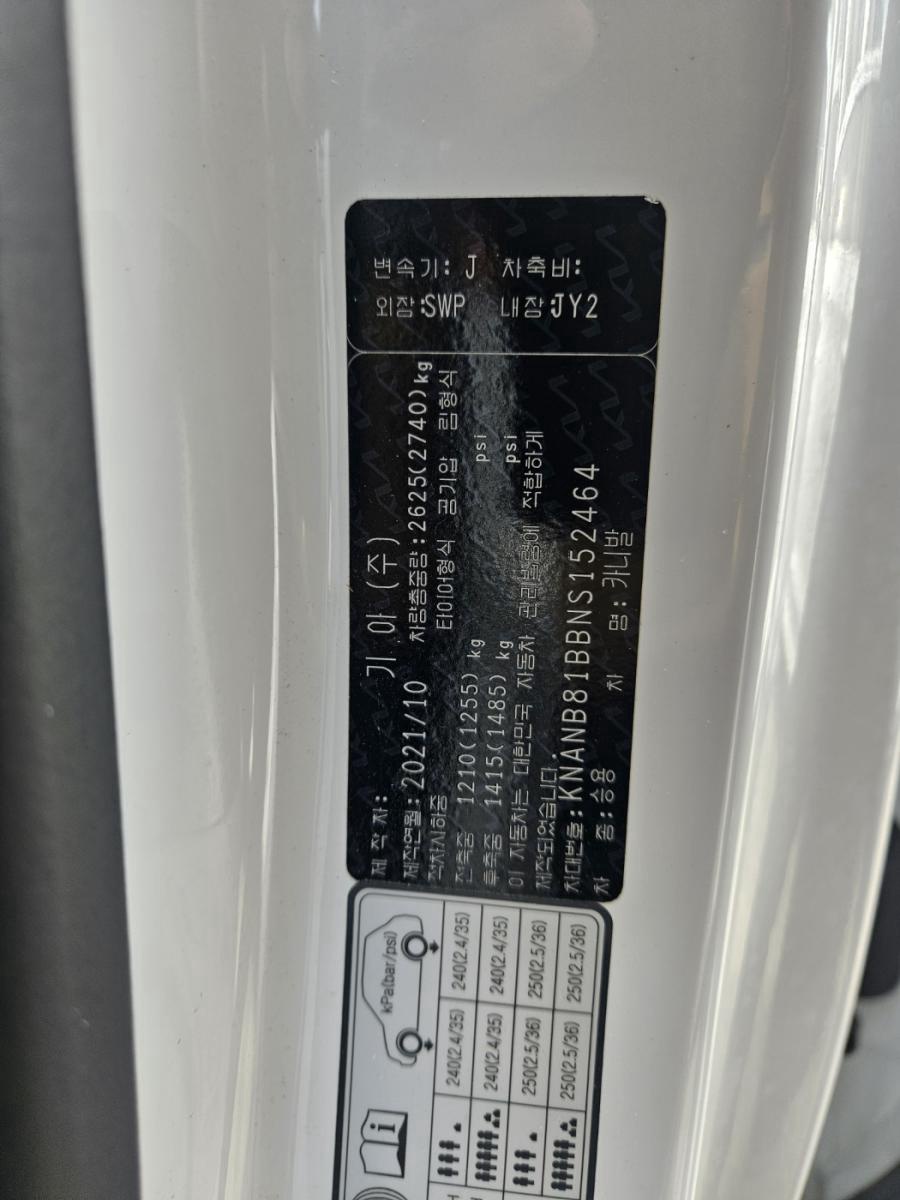 변속기: J 차축비:
외장:SWP 내장:JY2
제 작 자: 기 아 (주)
제작연월:2021/10 차량총중량:2625(2740)kg
적차시하중 타이어형식 공기압 림형식
전축중 1210(1255) kg psi
후축중 1415(1485) kg psi
이 자동차는 대한민국 자동차 관리법령에 적합하게
제작되었습니다.
차대번호:KNANB81BBNS152464
차 종:승용 차 명:카니발
kPa(bar/psi)
240(2.4/35) 240(2.4/35)
240(2.4/35) 240(2.4/35)
250(2.5/36) 250(2.5/36)
250(2.5/36) 250(2.5/36)